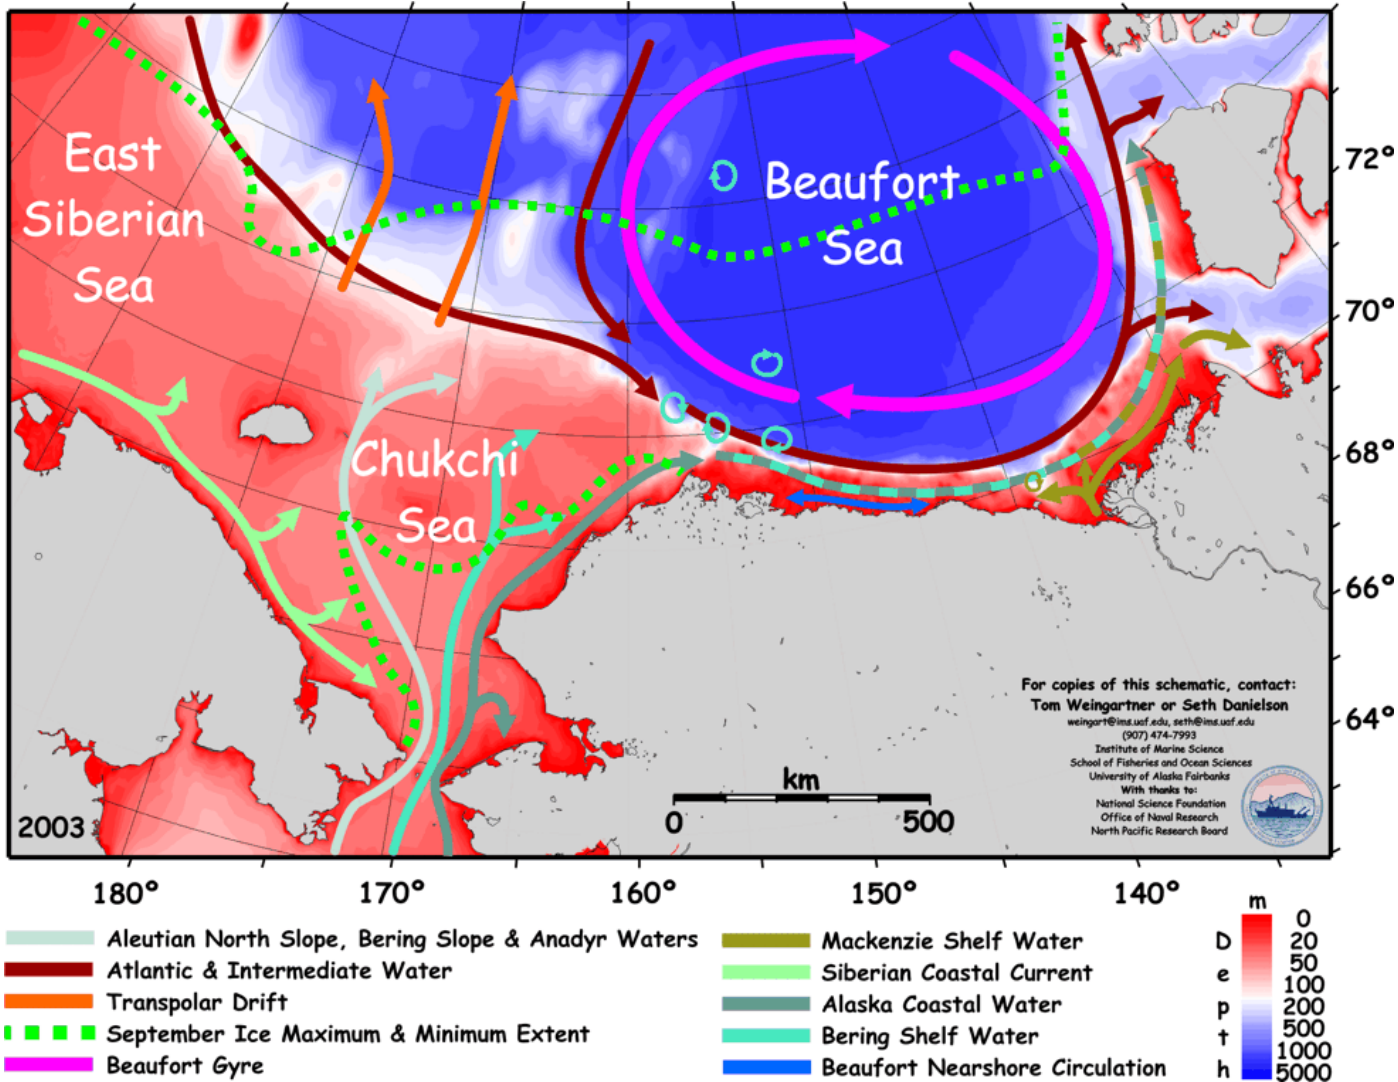 East
Siberian
Sea
Beaufort
Sea
Chukchi
Sea
72°
70°
68°
66°
64°
For copies of this schematic, contact:
Tom Weingartner or Seth Danielson
weingart@ims.uaf.edu, seth@ims.uaf.edu
(907) 474-7993
Institute of Marine Science
School of Fisheries and Ocean Sciences
University of Alaska Fairbanks
With thanks to:
National Science Foundation
Office of Naval Research
North Pacific Research Board
km
0 500
2003
180° 170° 160° 150° 140°
Aleutian North Slope, Bering Slope & Anadyr Waters
Atlantic & Intermediate Water
Transpolar Drift
September Ice Maximum & Minimum Extent
Beaufort Gyre
Mackenzie Shelf Water
Siberian Coastal Current
Alaska Coastal Water
Bering Shelf Water
Beaufort Nearshore Circulation
Depth
m
0
20
50
100
200
500
1000
5000